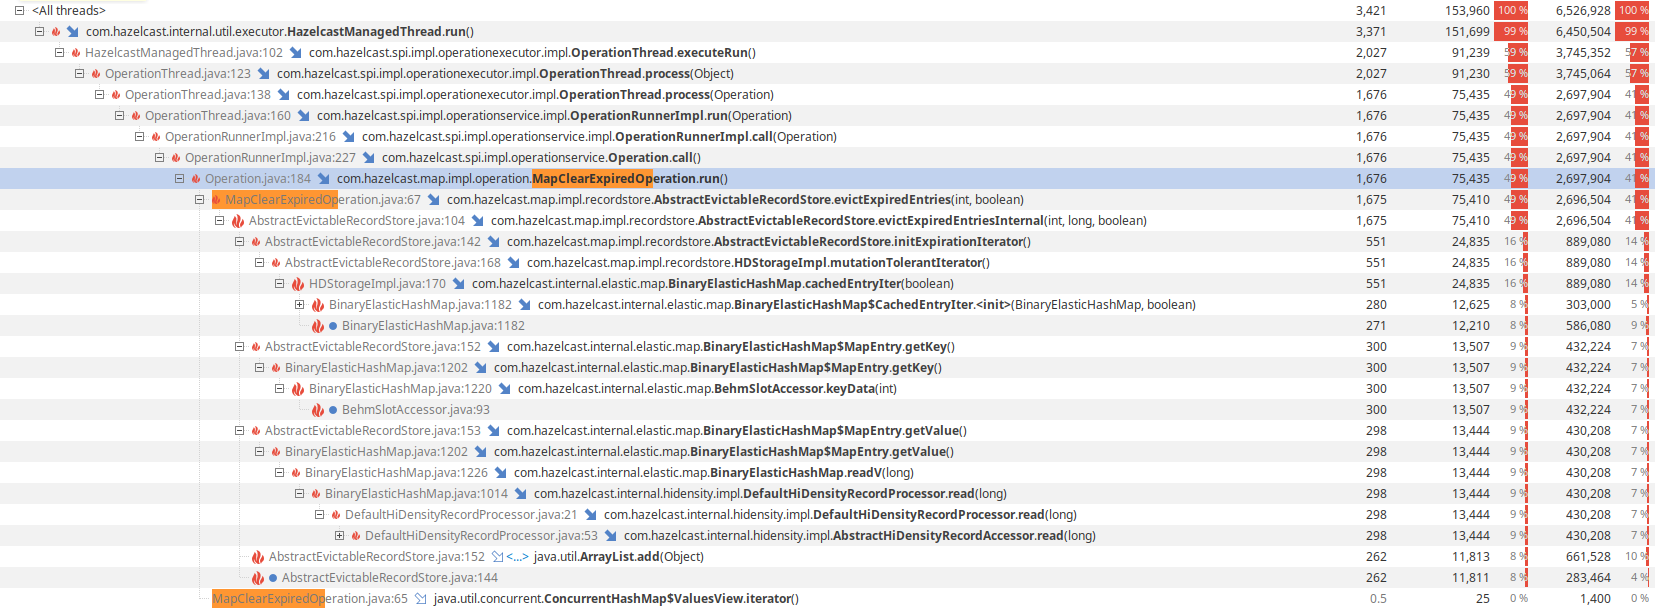 <All threads> 3,421 153,960 100 % 6,526,928 100 %
com.hazelcast.internal.util.executor.HazelcastManagedThread.run() 3,371 151,699 99 % 6,450,504 99 %
HazelcastManagedThread.java:102 com.hazelcast.spi.impl.operationexecutor.impl.OperationThread.executeRun() 2,027 91,239 59 % 3,745,352 57 %
OperationThread.java:123 com.hazelcast.spi.impl.operationexecutor.impl.OperationThread.process(Object) 2,027 91,230 59 % 3,745,064 57 %
OperationThread.java:138 com.hazelcast.spi.impl.operationexecutor.impl.OperationThread.process(Operation) 1,676 75,435 49 % 2,697,904 41 %
OperationThread.java:160 com.hazelcast.spi.impl.operationservice.impl.OperationRunnerImpl.run(Operation) 1,676 75,435 49 % 2,697,904 41 %
OperationRunnerImpl.java:216 com.hazelcast.spi.impl.operationservice.impl.OperationRunnerImpl.call(Operation) 1,676 75,435 49 % 2,697,904 41 %
OperationRunnerImpl.java:227 com.hazelcast.spi.impl.operationservice.Operation.call() 1,676 75,435 49 % 2,697,904 41 %
Operation.java:184 com.hazelcast.map.impl.operation.MapClearExpiredOperation.run() 1,676 75,435 49 % 2,697,904 41 %
MapClearExpiredOperation.java:67 com.hazelcast.map.impl.recordstore.AbstractEvictableRecordStore.evictExpiredEntries(int, boolean) 1,675 75,410 49 % 2,696,504 41 %
AbstractEvictableRecordStore.java:104 com.hazelcast.map.impl.recordstore.AbstractEvictableRecordStore.evictExpiredEntriesInternal(int, long, boolean) 1,675 75,410 49 % 2,696,504 41 %
AbstractEvictableRecordStore.java:142 com.hazelcast.map.impl.recordstore.AbstractEvictableRecordStore.initExpirationIterator() 551 24,835 16 % 889,080 14 %
AbstractEvictableRecordStore.java:168 com.hazelcast.map.impl.recordstore.HDStorageImpl.mutationTolerantIterator() 551 24,835 16 % 889,080 14 %
HDStorageImpl.java:170 com.hazelcast.internal.elastic.map.BinaryElasticHashMap.cachedEntryIter(boolean) 551 24,835 16 % 889,080 14 %
BinaryElasticHashMap.java:1182 com.hazelcast.internal.elastic.map.BinaryElasticHashMap$CachedEntryIter.<init>(BinaryElasticHashMap, boolean) 280 12,625 8 % 303,000 5 %
BinaryElasticHashMap.java:1182 271 12,210 8 % 586,080 9 %
AbstractEvictableRecordStore.java:152 com.hazelcast.internal.elastic.map.BinaryElasticHashMap$MapEntry.getKey() 300 13,507 9 % 432,224 7 %
BinaryElasticHashMap.java:1202 com.hazelcast.internal.elastic.map.BinaryElasticHashMap$MapEntry.getKey() 300 13,507 9 % 432,224 7 %
BinaryElasticHashMap.java:1220 com.hazelcast.internal.elastic.map.BehmSlotAccessor.keyData(int) 300 13,507 9 % 432,224 7 %
BehmSlotAccessor.java:93 300 13,507 9 % 432,224 7 %
AbstractEvictableRecordStore.java:153 com.hazelcast.internal.elastic.map.BinaryElasticHashMap$MapEntry.getValue() 298 13,444 9 % 430,208 7 %
BinaryElasticHashMap.java:1202 com.hazelcast.internal.elastic.map.BinaryElasticHashMap$MapEntry.getValue() 298 13,444 9 % 430,208 7 %
BinaryElasticHashMap.java:1226 com.hazelcast.internal.elastic.map.BinaryElasticHashMap.readV(long) 298 13,444 9 % 430,208 7 %
BinaryElasticHashMap.java:1014 com.hazelcast.internal.hidensity.impl.DefaultHiDensityRecordProcessor.read(long) 298 13,444 9 % 430,208 7 %
DefaultHiDensityRecordProcessor.java:21 com.hazelcast.internal.hidensity.impl.DefaultHiDensityRecordProcessor.read(long) 298 13,444 9 % 430,208 7 %
DefaultHiDensityRecordProcessor.java:53 com.hazelcast.internal.hidensity.impl.AbstractHiDensityRecordAccessor.read(long) 298 13,444 9 % 430,208 7 %
AbstractEvictableRecordStore.java:152 <...> java.util.ArrayList.add(Object) 262 11,813 8 % 661,528 10 %
AbstractEvictableRecordStore.java:144 262 11,811 8 % 283,464 4 %
MapClearExpiredOperation.java:65 java.util.concurrent.ConcurrentHashMap$ValuesView.iterator() 0.5 25 0 % 1,400 0 %